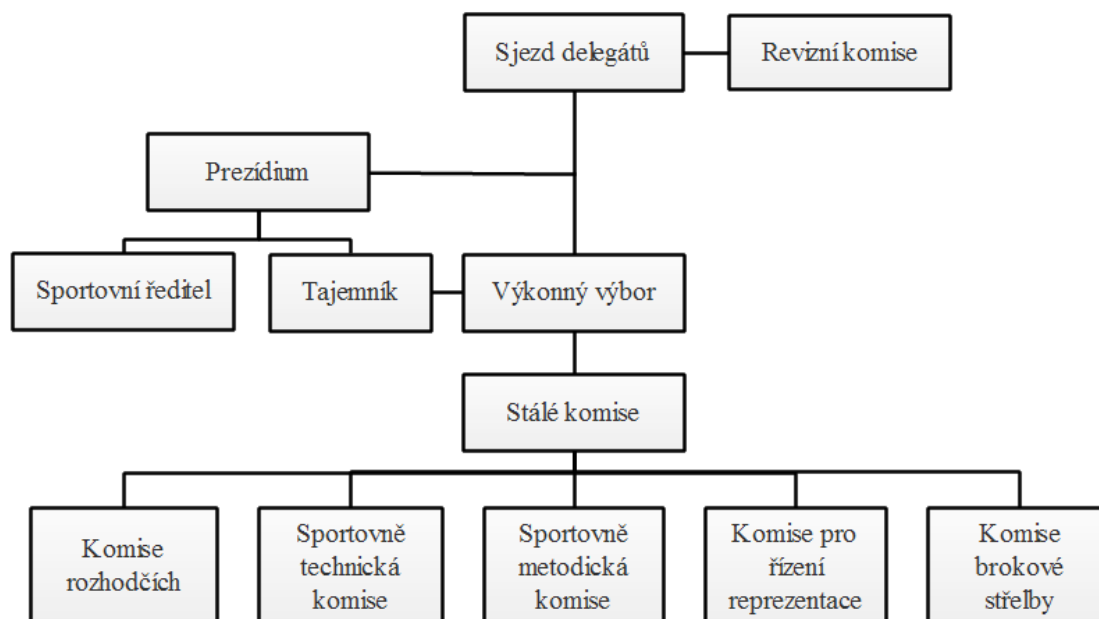 Sjezd delegátů
Revizní komise
Prezídium
Sportovní ředitel
Tajemník
Výkonný výbor
Stálé komise
Komise
rozhodčích
Sportovně
technická
komise
Sportovně
metodická
komise
Komise pro
řízení
reprezentace
Komise
brokové
střelby